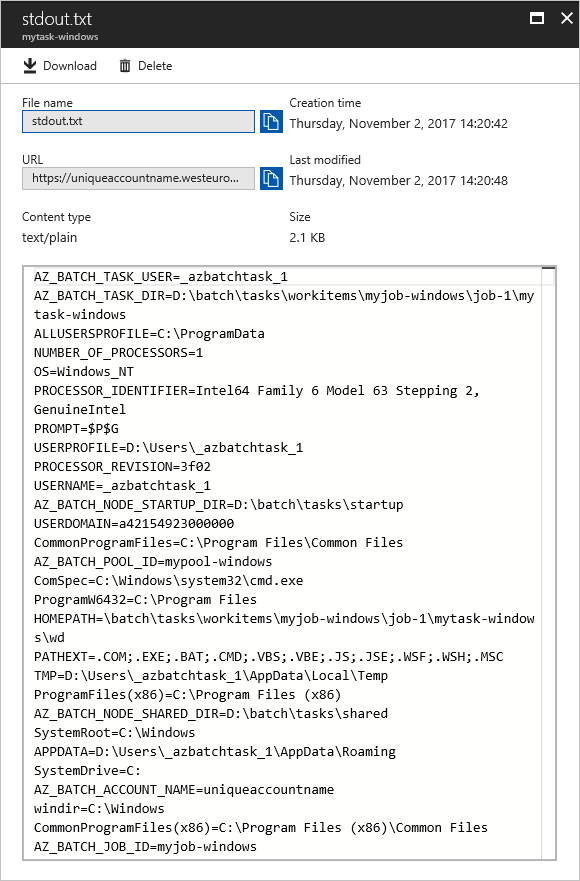 stdout.txt
mytask-windows
Download
Delete
File name
Creation time
stdout.txt
Thursday, November 2, 2017 14:20:42
URL
Last modified
https://uniqueaccountname.westeuro...
Thursday, November 2, 2017 14:20:48
Content type
Size
text/plain
2.1 KB
AZ_BATCH_TASK_USER=_azbatchtask_1
AZ_BATCH_TASK_DIR=D:\batch\tasks\workitems\myjob-windows\job-1\my
task-windows
ALLUSERSPROFILE=C:\ProgramData
NUMBER_OF_PROCESSORS=1
OS=Windows_NT
PROCESSOR_IDENTIFIER=Intel64 Family 6 Model 63 Stepping 2,
GenuineIntel
PROMPT=$P$G
USERPROFILE=D:\Users\_azbatchtask_1
PROCESSOR_REVISION=3f02
USERNAME=_azbatchtask_1
AZ_BATCH_NODE_STARTUP_DIR=D:\batch\tasks\startup
USERDOMAIN=a42154923000000
CommonProgramFiles=C:\Program Files\Common Files
AZ_BATCH_POOL_ID=mypool-windows
ComSpec=C:\Windows\system32\cmd.exe
ProgramW6432=C:\Program Files
HOMEPATH=\batch\tasks\workitems\myjob-windows\job-1\mytask-window
s\wd
PATHEXT=.COM;.EXE;.BAT;.CMD;.VBS;.VBE;.JS;.JSE;.WSF;.WSH;.MSC
TMP=D:\Users\_azbatchtask_1\AppData\Local\Temp
ProgramFiles(x86)=C:\Program Files (x86)
AZ_BATCH_NODE_SHARED_DIR=D:\batch\tasks\shared
SystemRoot=C:\Windows
APPDATA=D:\Users\_azbatchtask_1\AppData\Roaming
SystemDrive=C:
AZ_BATCH_ACCOUNT_NAME=uniqueaccountname
windir=C:\Windows
CommonProgramFiles(x86)=C:\Program Files (x86)\Common Files
AZ_BATCH_JOB_ID=myjob-windows